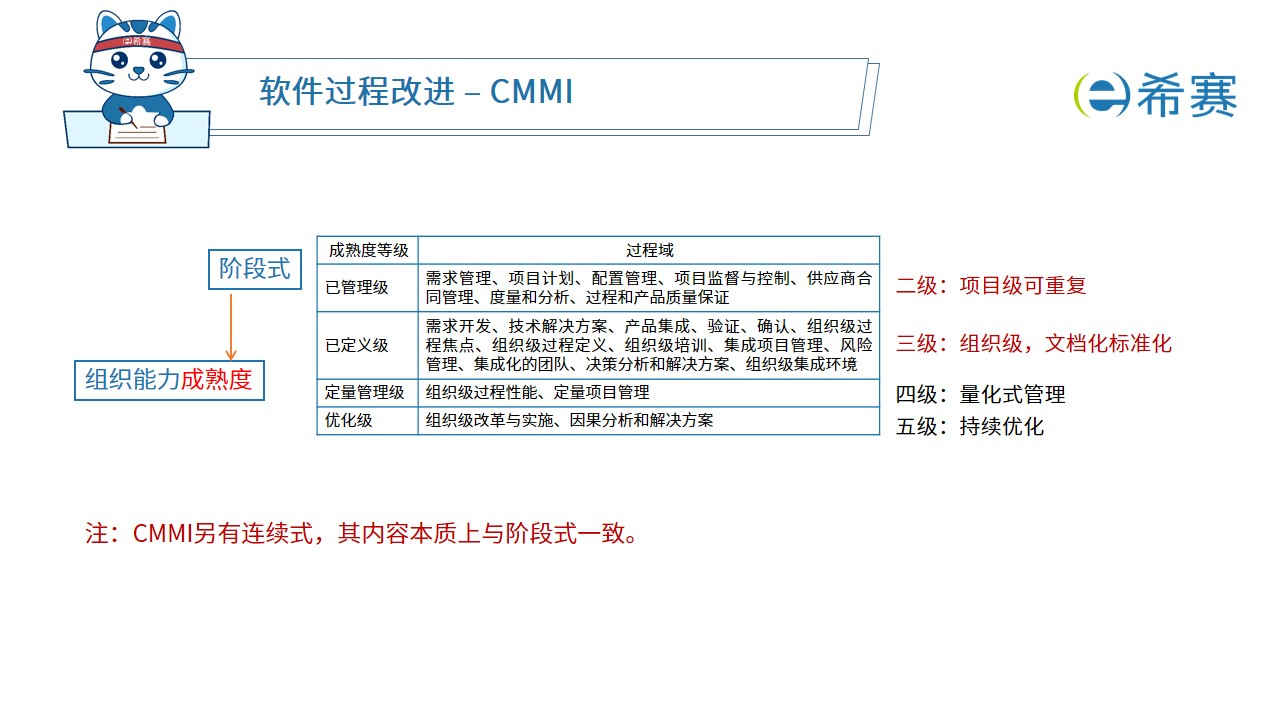 希赛
软件过程改进 – CMMI
希赛
阶段式
组织能力成熟度
成熟度等级
过程域
已管理级
需求管理、项目计划、配置管理、项目监督与控制、供应商合
同管理、度量和分析、过程和产品质量保证
二级：项目级可重复
已定义级
需求开发、技术解决方案、产品集成、验证、确认、组织级过
程焦点、组织级过程定义、组织级培训、集成项目管理、风险
管理、集成化的团队、决策分析和解决方案、组织级集成环境
三级：组织级，文档化标准化
定量管理级
组织级过程性能、定量项目管理
四级：量化式管理
优化级
组织级改革与实施、因果分析和解决方案
五级：持续优化
注：CMMI另有连续式，其内容本质上与阶段式一致。